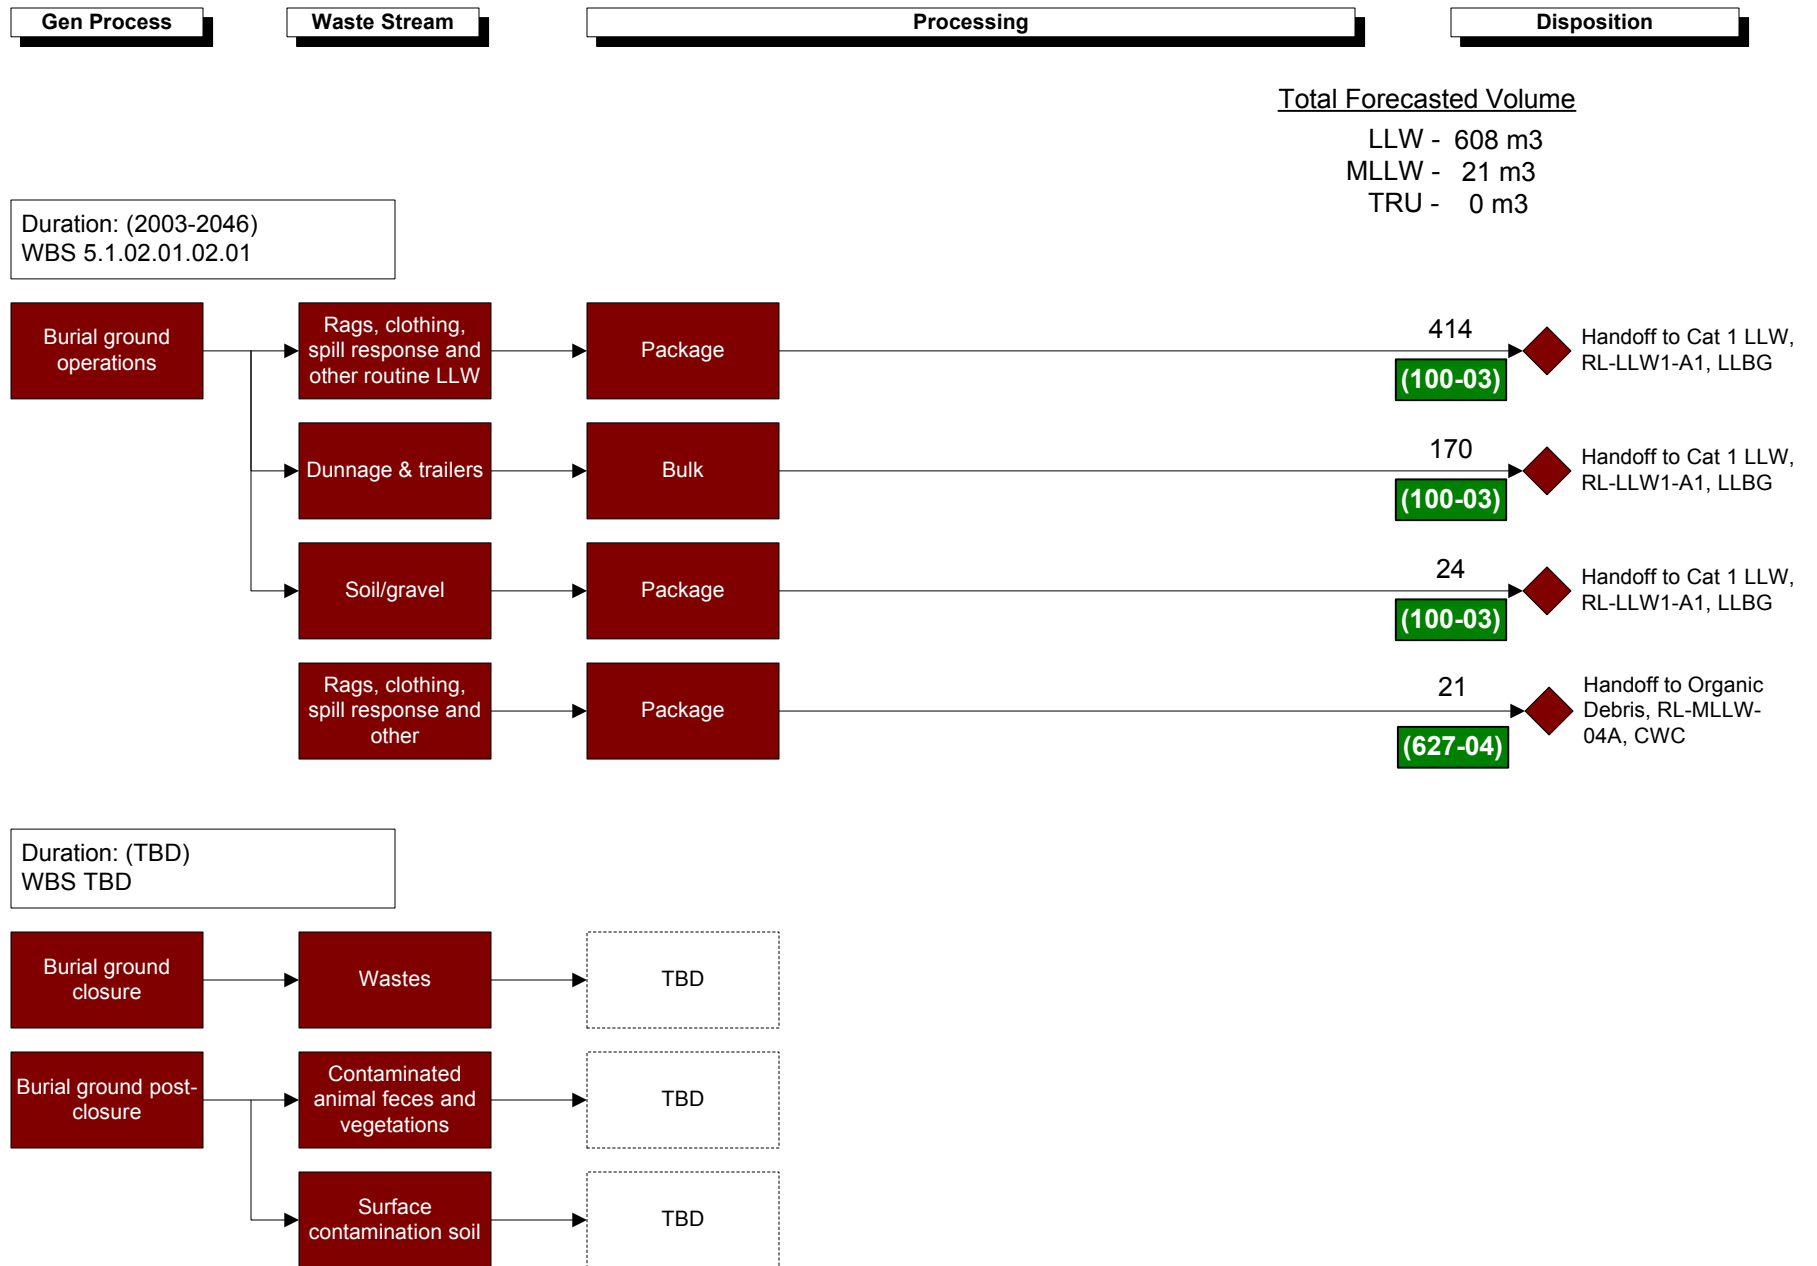 Gen Process
Waste Stream
Processing
Disposition
Total Forecasted Volume
LLW - 608 m3
MLLW - 21 m3
TRU - 0 m3
Duration: (2003-2046)
WBS 5.1.02.01.02.01
Burial ground
operations
Rags, clothing,
spill response and
other routine LLW
Package
414
(100-03)
Handoff to Cat 1 LLW,
RL-LLW1-A1, LLBG
Dunnage & trailers
Bulk
170
(100-03)
Handoff to Cat 1 LLW,
RL-LLW1-A1, LLBG
Soil/gravel
Package
24
(100-03)
Handoff to Cat 1 LLW,
RL-LLW1-A1, LLBG
Rags, clothing,
spill response and
other
Package
21
(627-04)
Handoff to Organic
Debris, RL-MLLW-
04A, CWC
Duration: (TBD)
WBS TBD
Burial ground
closure
Wastes
TBD
Burial ground post-
closure
Contaminated
animal feces and
vegetations
TBD
Surface
contamination soil
TBD